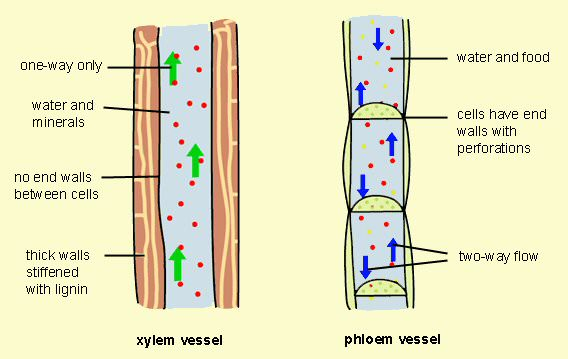 one-way only
water and
minerals
no end walls
between cells
thick walls
stiffened
with lignin
xylem vessel
water and food
cells have end
walls with
perforations
two-way flow
phloem vessel